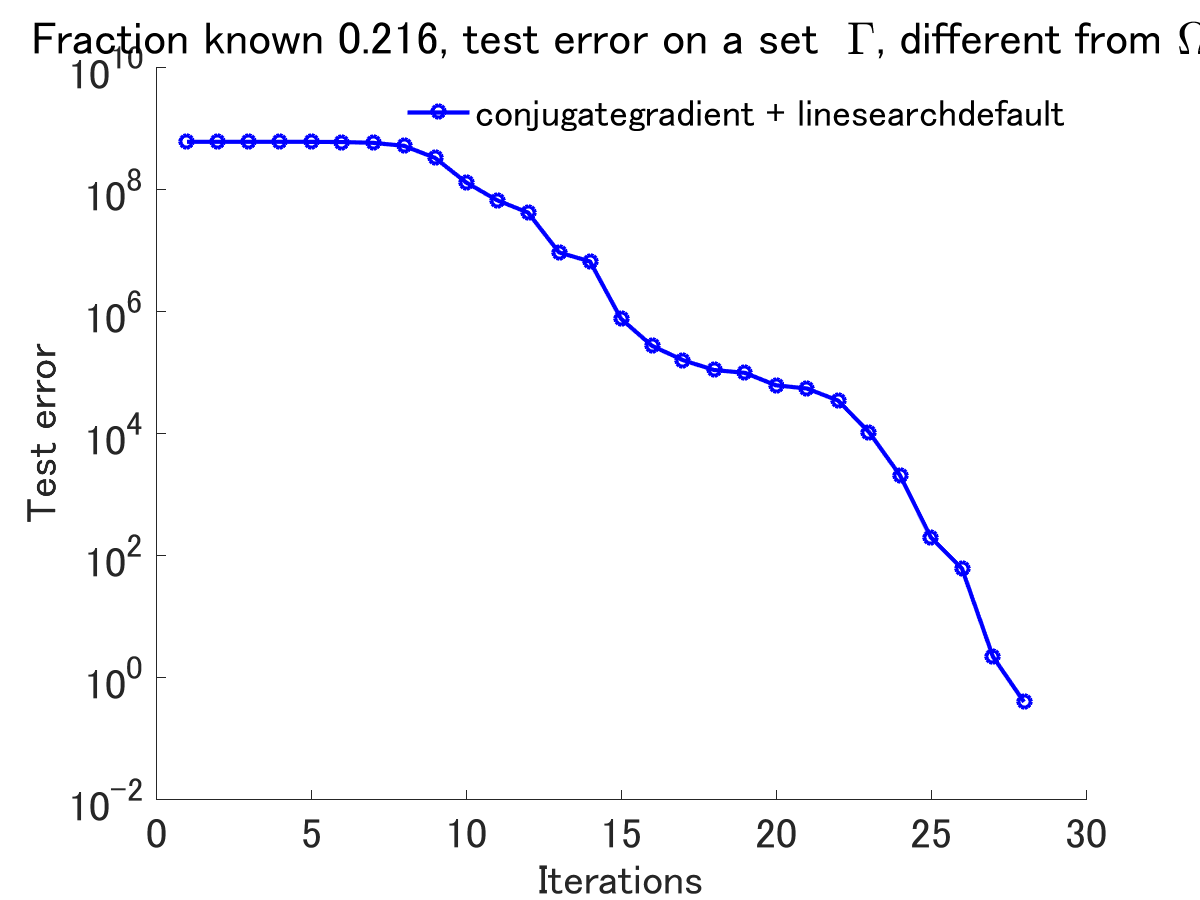 Fraction known 0.216, test error on a set Γ, different from Ω
conjugategradient + linesearchdefault
Test error
10^10
10^8
10^6
10^4
10^2
10^0
10^−2
0 5 10 15 20 25 30
Iterations